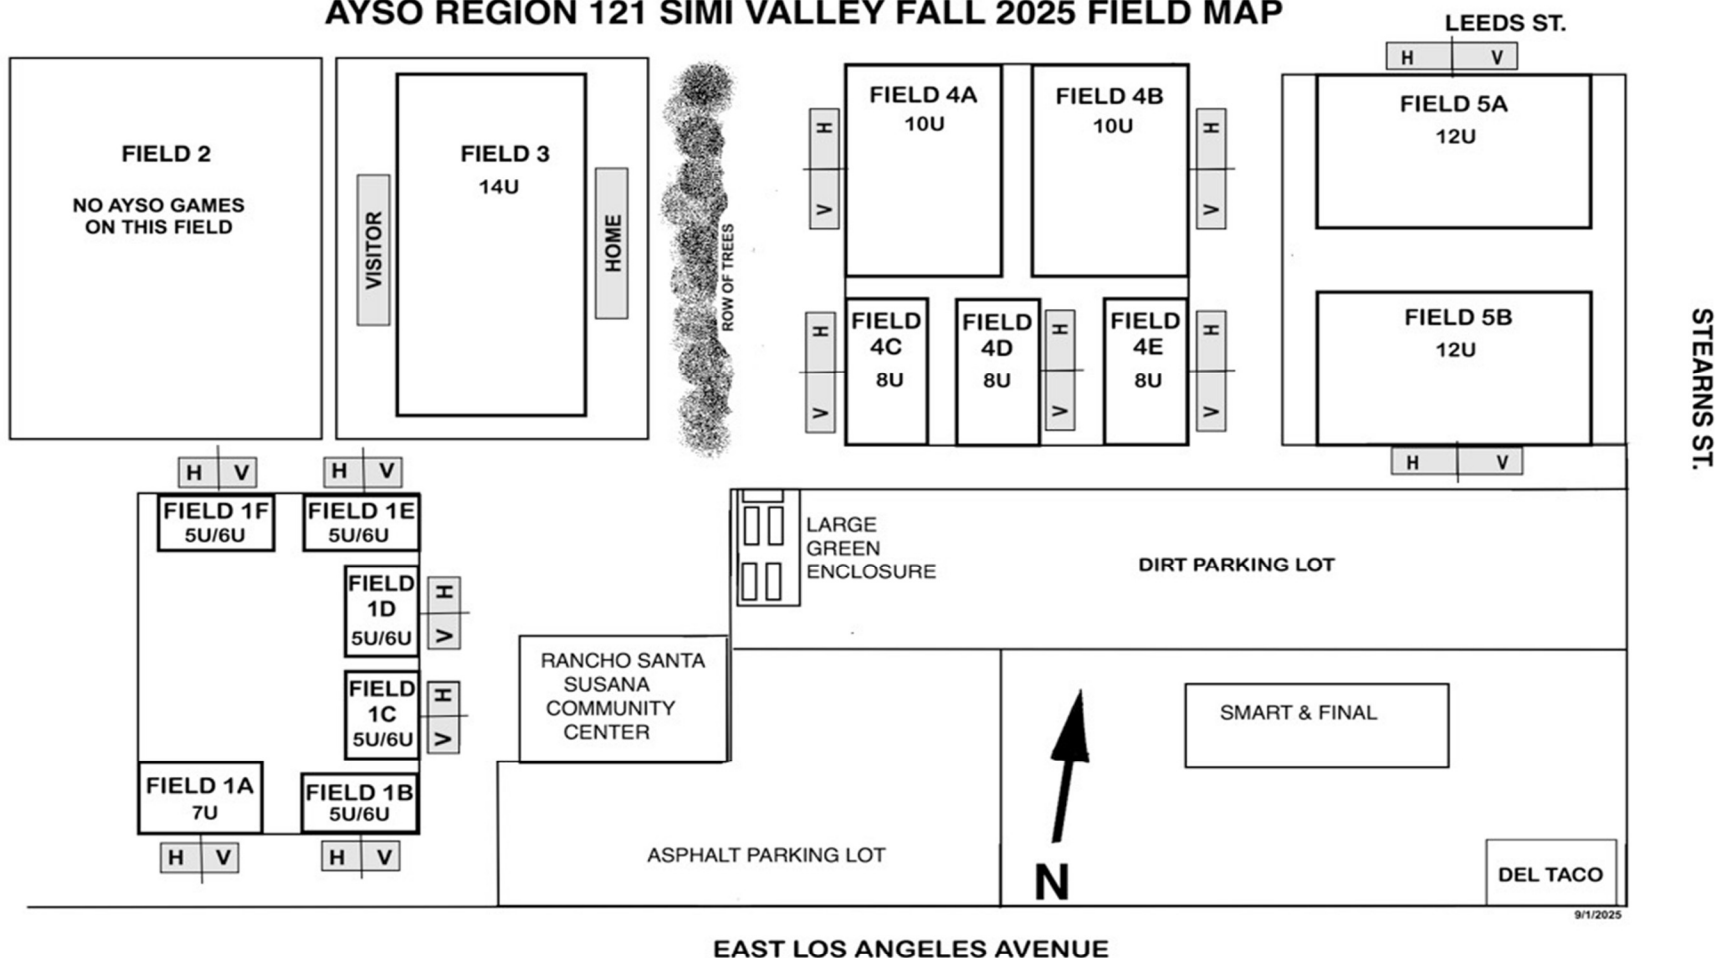 AYSO REGION 121 SIMI VALLEY FALL 2025 FIELD MAP
LEEDS ST.
H V
FIELD 2
NO AYSO GAMES
ON THIS FIELD
VISITOR
FIELD 3
14U
HOME
ROW OF TREES
H
V
FIELD 4A
10U
FIELD 4B
10U
H
V
FIELD 5A
12U
H
V
FIELD
4C
8U
FIELD
4D
8U
H
V
FIELD
4E
8U
H
V
FIELD 5B
12U
H V
STEARNS ST.
H V
H V
FIELD 1F
5U/6U
FIELD 1E
5U/6U
FIELD
1D
5U/6U
H
V
FIELD
1C
5U/6U
H
V
FIELD 1A
7U
FIELD 1B
5U/6U
H V
H V
LARGE
GREEN
ENCLOSURE
DIRT PARKING LOT
RANCHO SANTA
SUSANA
COMMUNITY
CENTER
SMART & FINAL
ASPHALT PARKING LOT
N
DEL TACO
9/1/2025
EAST LOS ANGELES AVENUE